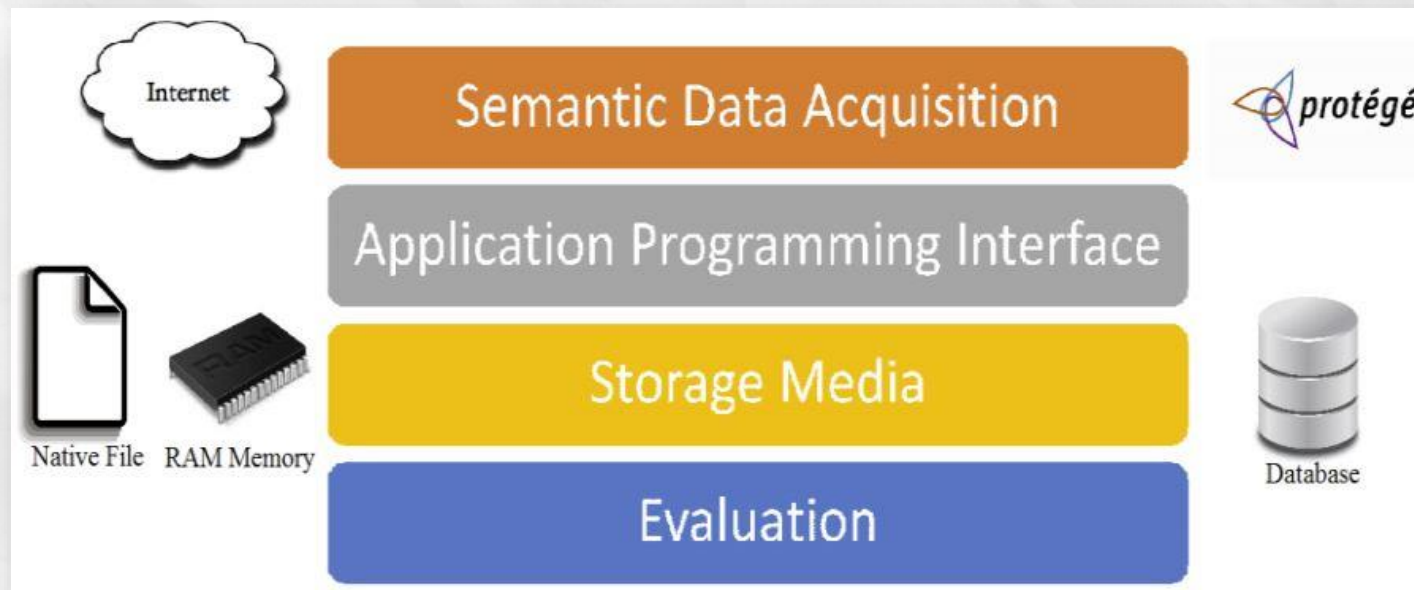 Internet
Semantic Data Acquisition
protégé
Application Programming Interface
RAM
Storage Media
Native File
RAM Memory
Database
Evaluation